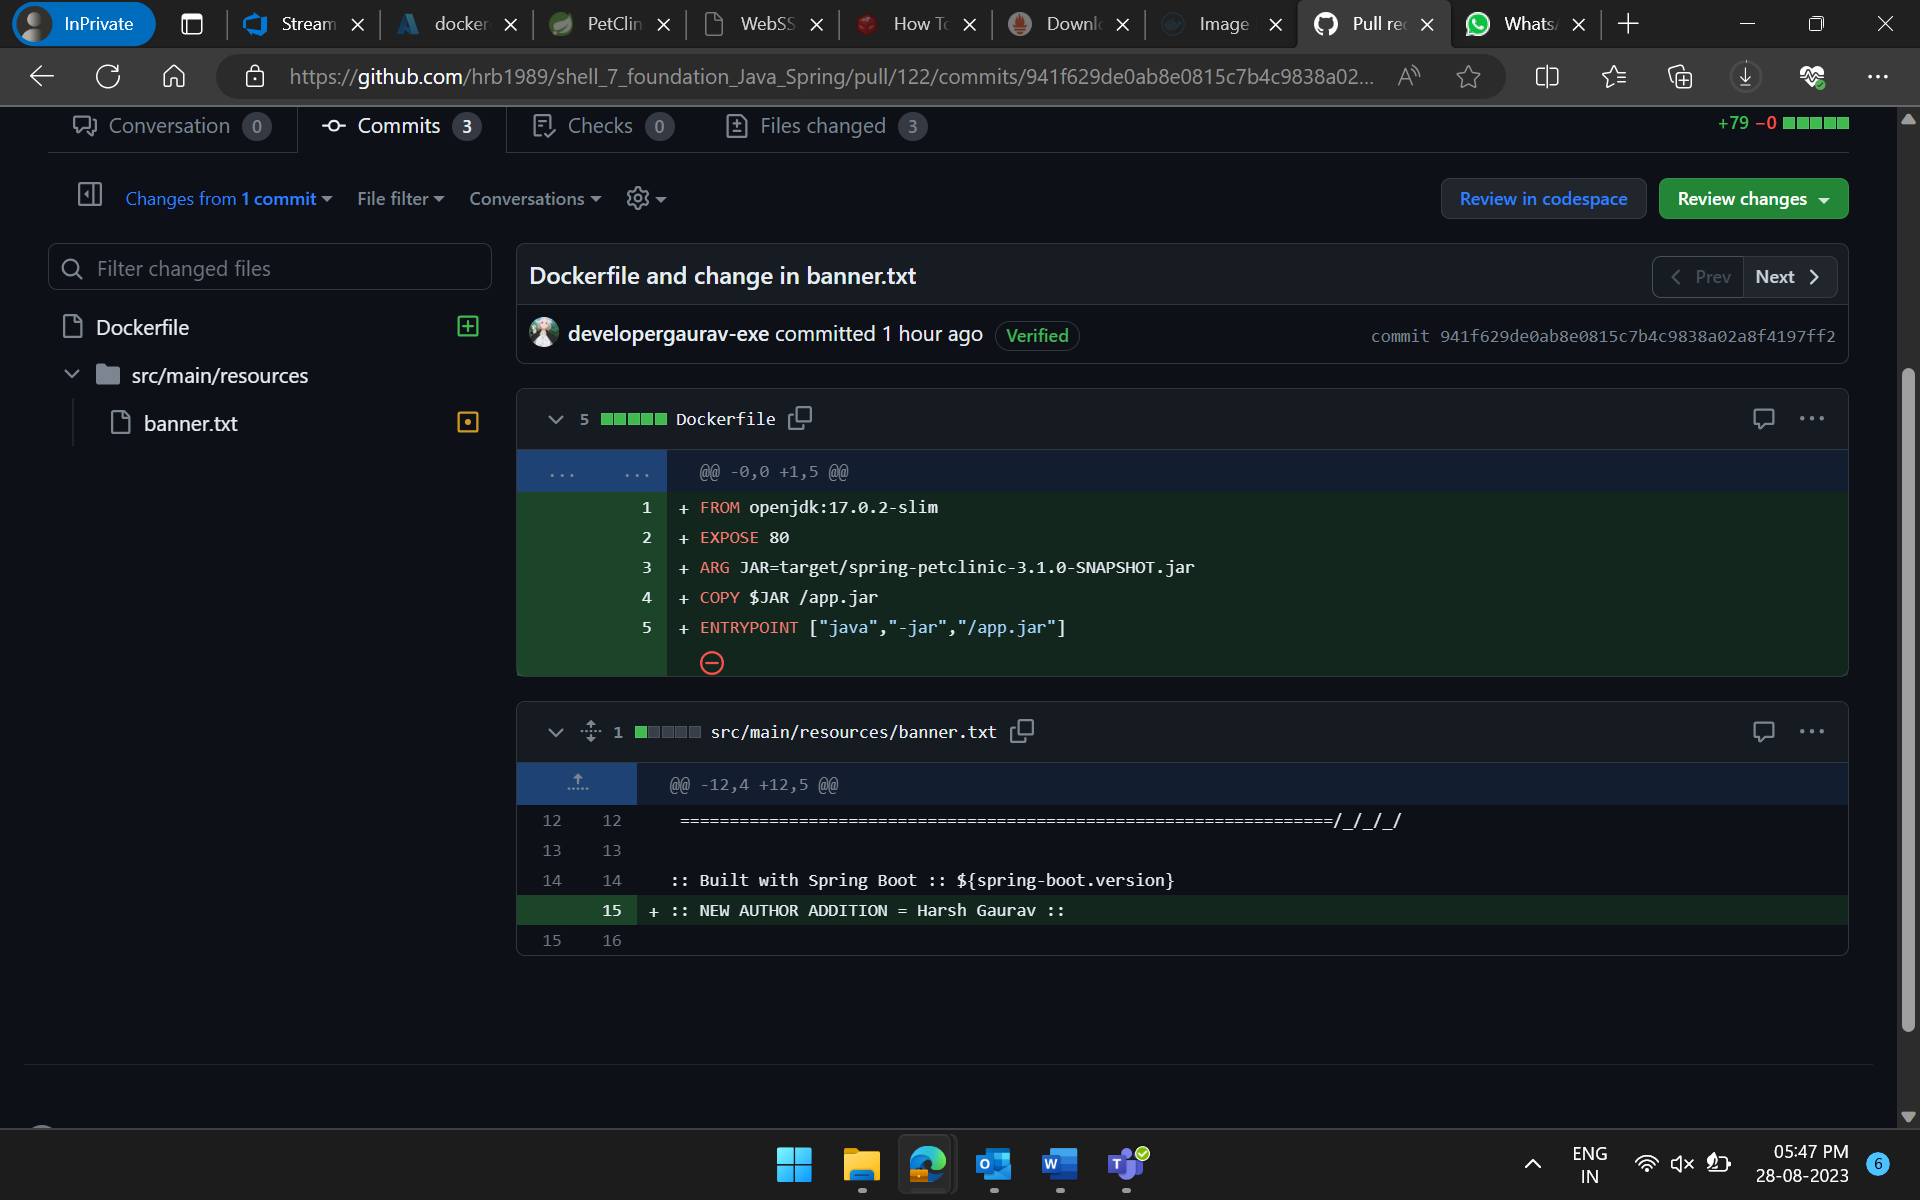 InPrivate
Stream
docker
PetClin
WebSS
How To
Downl
Image
Pull rec
Whats
https://github.com/hrb1989/shell_7_foundation_Java_Spring/pull/122/commits/941f629de0ab8e0815c7b4c9838a02...
Conversation 0
Commits 3
Checks 0
Files changed 3
+79 −0
Changes from 1 commit
File filter
Conversations
Review in codespace
Review changes
Filter changed files
Dockerfile
src/main/resources
banner.txt
Dockerfile and change in banner.txt
Prev
Next
developergaurav-exe committed 1 hour ago
Verified
commit 941f629de0ab8e0815c7b4c9838a02a8f4197ff2
5 Dockerfile
... ... @@ -0,0 +1,5 @@
1 + FROM openjdk:17.0.2-slim
2 + EXPOSE 80
3 + ARG JAR=target/spring-petclinic-3.1.0-SNAPSHOT.jar
4 + COPY $JAR /app.jar
5 + ENTRYPOINT ["java","-jar","/app.jar"]
1 src/main/resources/banner.txt
@@ -12,4 +12,5 @@
12 12 ==================================================================/_/_/_/
13 13
14 14 :: Built with Spring Boot :: ${spring-boot.version}
15 + :: NEW AUTHOR ADDITION = Harsh Gaurav ::
15 16
ENG
IN
05:47 PM
28-08-2023
6